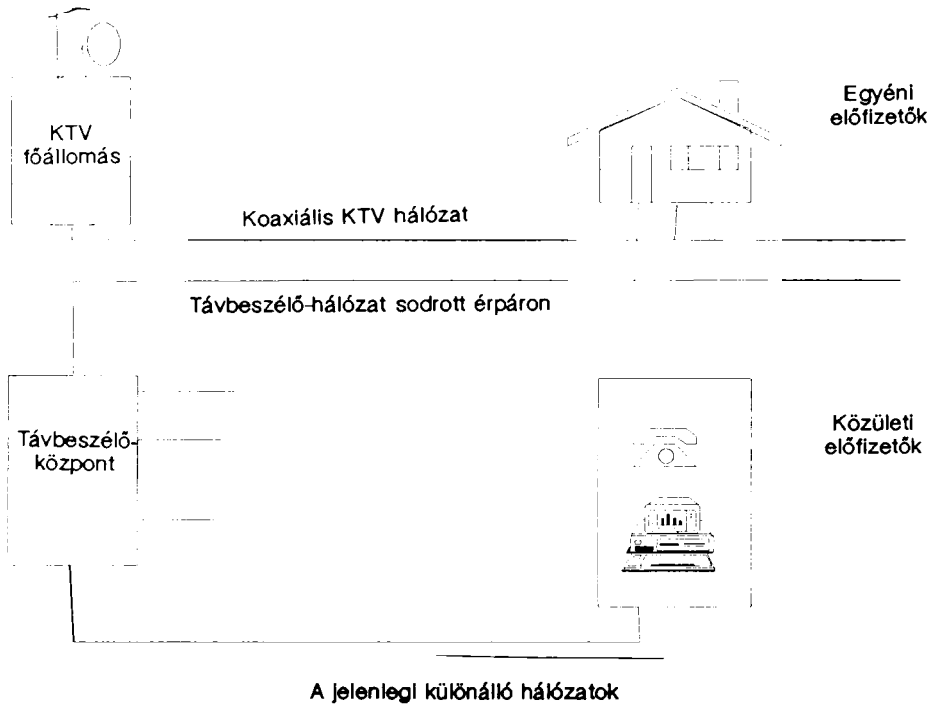 KTV
főállomás
Egyéni
előfizetők
Koaxiális KTV hálózat
Távbeszélő-hálózat sodrott érpáron
Távbeszélő-
központ
Közületi
előfizetők
A jelenlegi különálló hálózatok